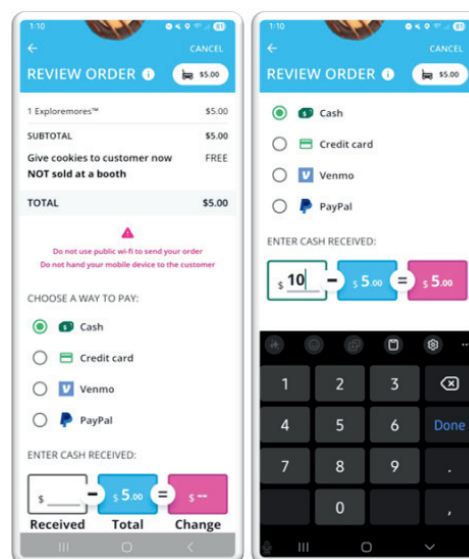 1:10
81
CANCEL
REVIEW ORDER i
$5.00
1 Exploremores™ $5.00
SUBTOTAL $5.00
Give cookies to customer now FREE
NOT sold at a booth
TOTAL $5.00
Do not use public wi-fi to send your order
Do not hand your mobile device to the customer
CHOOSE A WAY TO PAY:
Cash
Credit card
Venmo
PayPal
ENTER CASH RECEIVED:
$ ____ – $ 5.00 = $ --
Received Total Change
1:10
81
CANCEL
REVIEW ORDER i
$5.00
Cash
Credit card
Venmo
PayPal
ENTER CASH RECEIVED:
$ 10 – $ 5.00 = $ 5.00
1 2 3
4 5 6 Done
7 8 9 .
0 ,